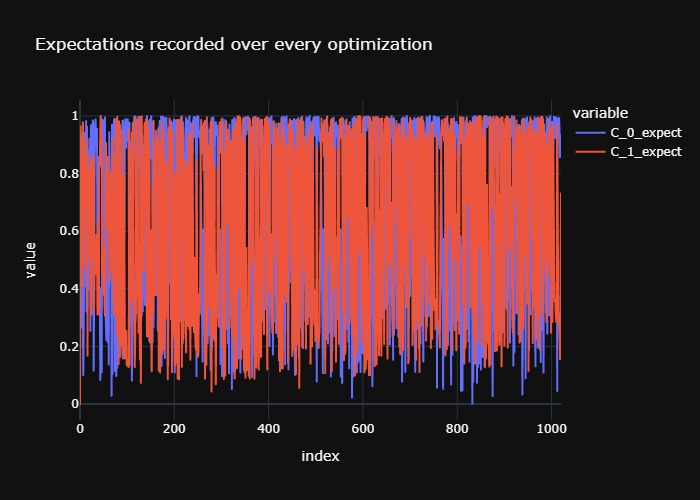 Expectations recorded over every optimization
variable
C_0_expect
C_1_expect
1
0.8
0.6
0.4
0.2
0
value
0 200 400 600 800 1000
index